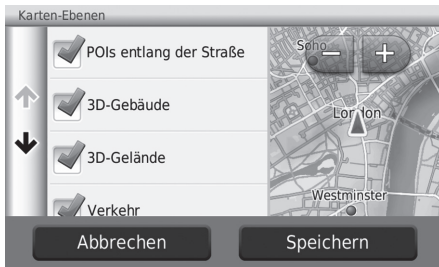 Karten-Ebenen
POIs entlang der Straße
3D-Gebäude
3D-Gelände
Verkehr
Soho
London
Westminster
Abbrechen
Speichern